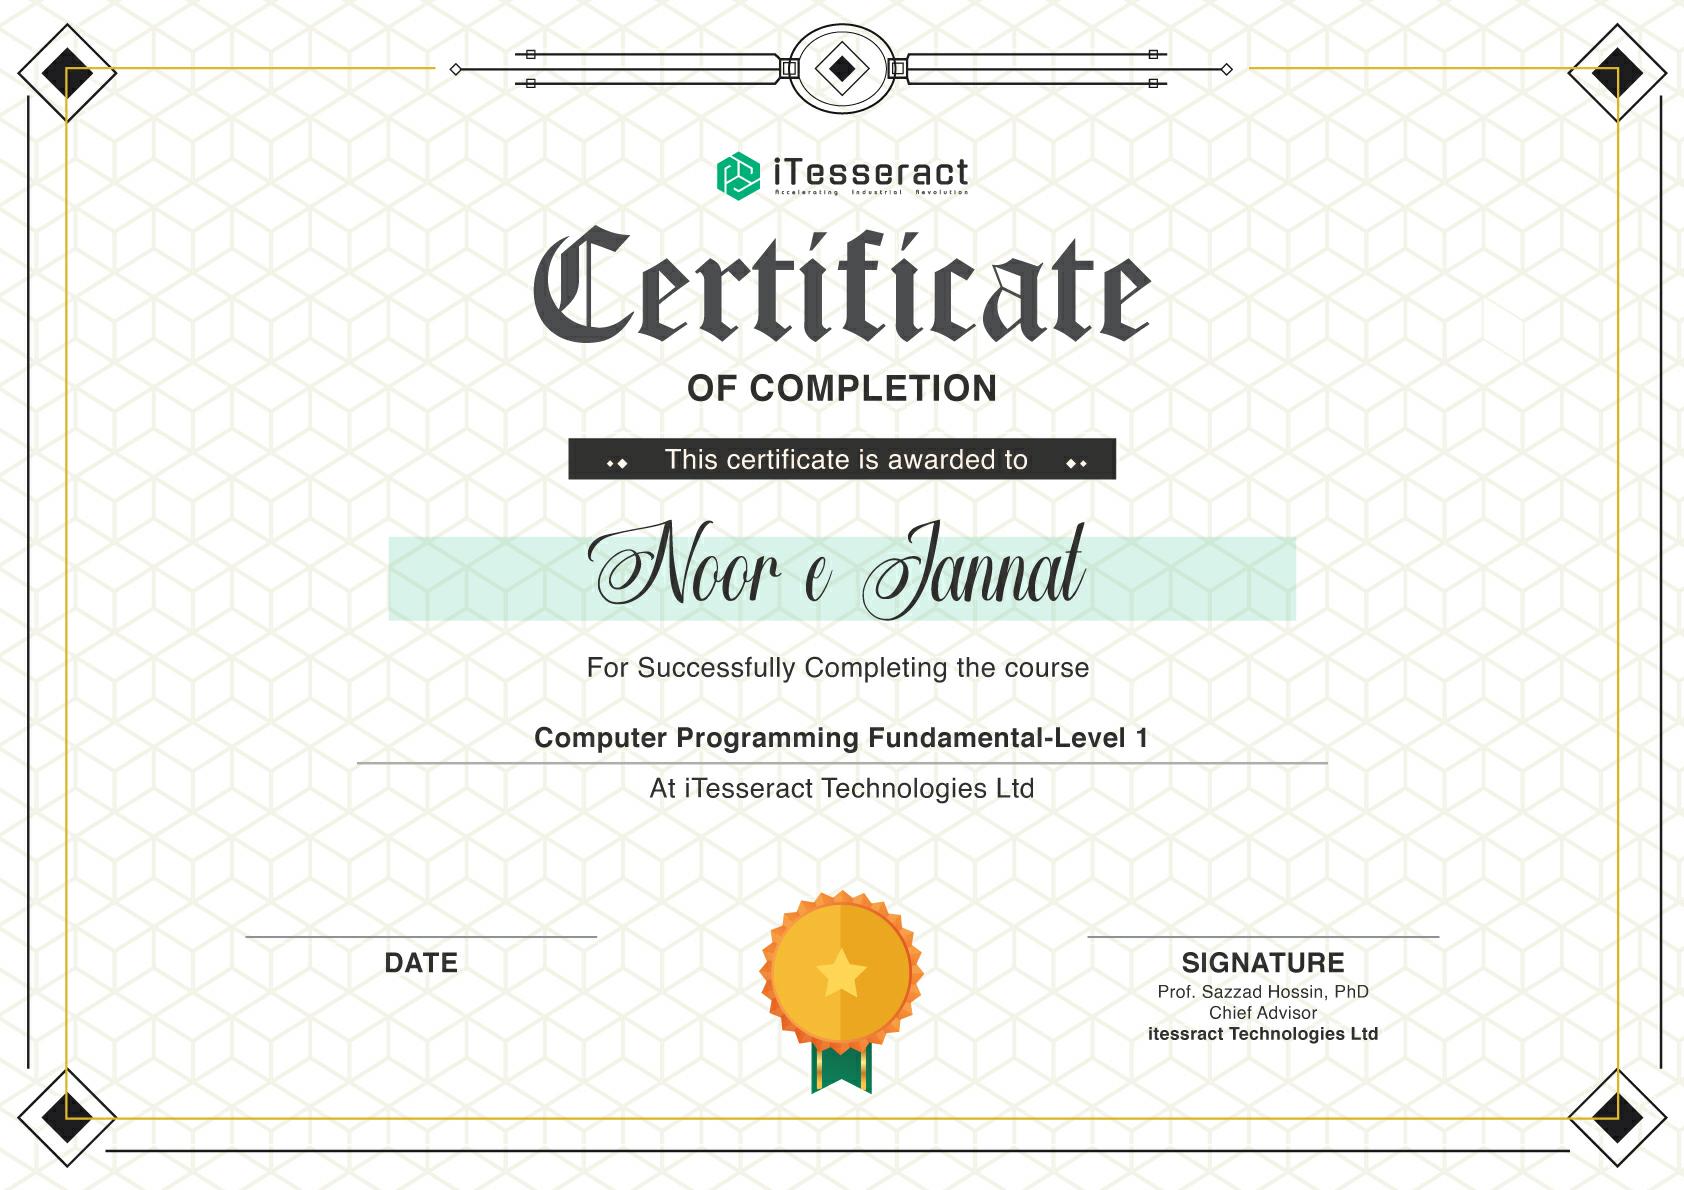 iTesseract
Accelerating Industrial Revolution
Certificate
OF COMPLETION
This certificate is awarded to
Noor e Jannat
For Successfully Completing the course
Computer Programming Fundamental-Level 1
At iTesseract Technologies Ltd
DATE
SIGNATURE
Prof. Sazzad Hossin, PhD
Chief Advisor
itessract Technologies Ltd